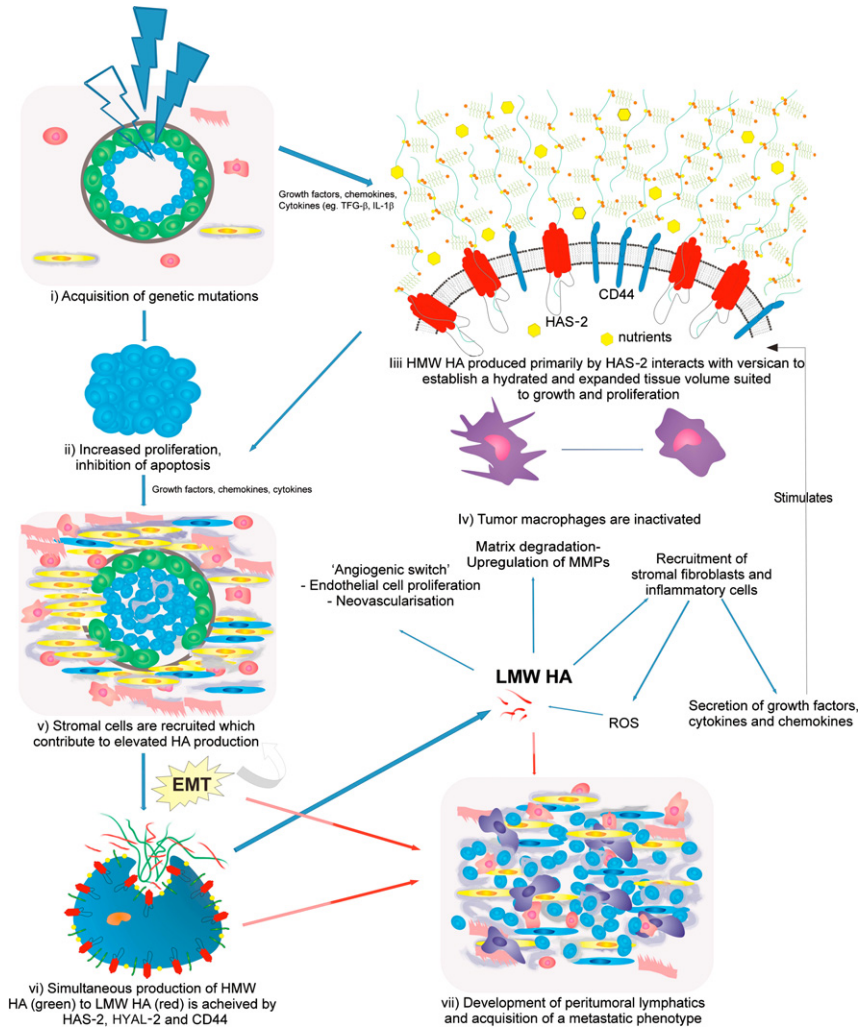 Growth factors, chemokines,
Cytokines (eg. TFG-β, IL-1β
i) Acquisition of genetic mutations
CD44
HAS-2
nutrients
Iiii HMW HA produced primarily by HAS-2 interacts with versican to
establish a hydrated and expanded tissue volume suited
to growth and proliferation
ii) Increased proliferation,
inhibition of apoptosis
Growth factors, chemokines, cytokines
Stimulates
Iv) Tumor macrophages are inactivated
'Angiogenic switch'
- Endothelial cell proliferation
- Neovascularisation
Matrix degradation-
Upregulation of MMPs
Recruitment of
stromal fibroblasts and
inflammatory cells
LMW HA
ROS
Secretion of growth factors,
cytokines and chemokines
v) Stromal cells are recruited which
contribute to elevated HA production
EMT
vi) Simultaneous production of HMW
HA (green) to LMW HA (red) is acheived by
HAS-2, HYAL-2 and CD44
vii) Development of peritumoral lymphatics
and acquisition of a metastatic phenotype